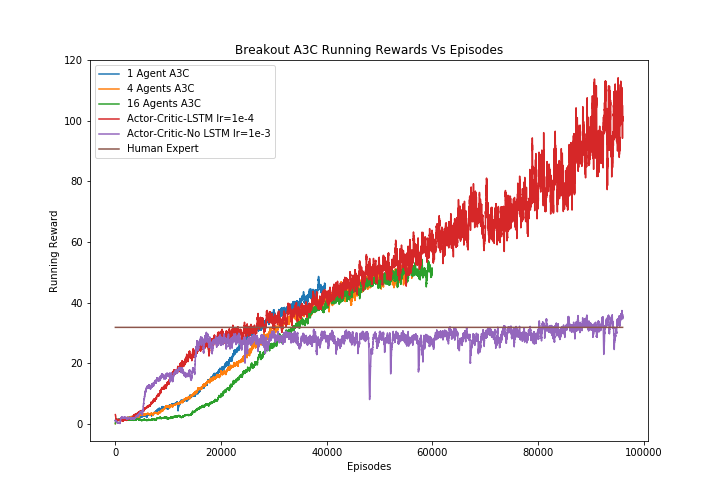 Breakout A3C Running Rewards Vs Episodes
120
100
80
60
40
20
0
Running Reward
1 Agent A3C
4 Agents A3C
16 Agents A3C
Actor-Critic-LSTM lr=1e-4
Actor-Critic-No LSTM lr=1e-3
Human Expert
0 20000 40000 60000 80000 100000
Episodes